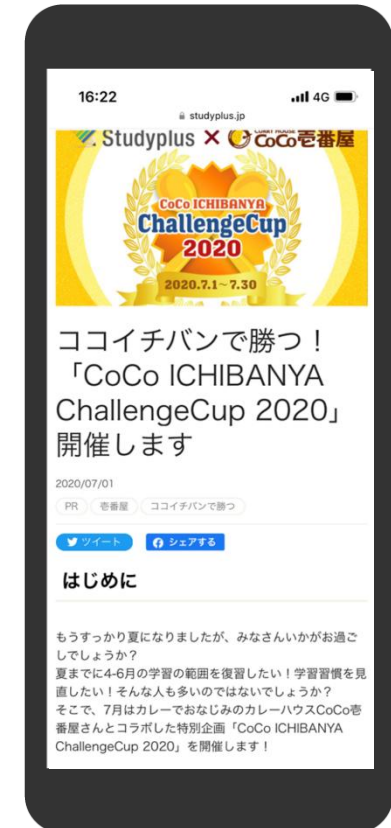 16:22
4G
studyplus.jp
Studyplus × CURRY HOUSE CoCo壱番屋
CoCo ICHIBANYA
ChallengeCup
2020
2020.7.1~7.30
ココイチバンで勝つ！
「CoCo ICHIBANYA
ChallengeCup 2020」
開催します
2020/07/01
PR 壱番屋 ココイチバンで勝つ
ツイート シェアする
はじめに
もうすっかり夏になりましたが、みなさんいかがお過ご
しでしょうか？
夏までに4-6月の学習の範囲を復習したい！学習習慣を見
直したい！そんな人も多いのではないでしょうか？
そこで、7月はカレーでおなじみのカレーハウスCoCo壱
番屋さんとコラボした特別企画「CoCo ICHIBANYA
ChallengeCup 2020」を開催します！